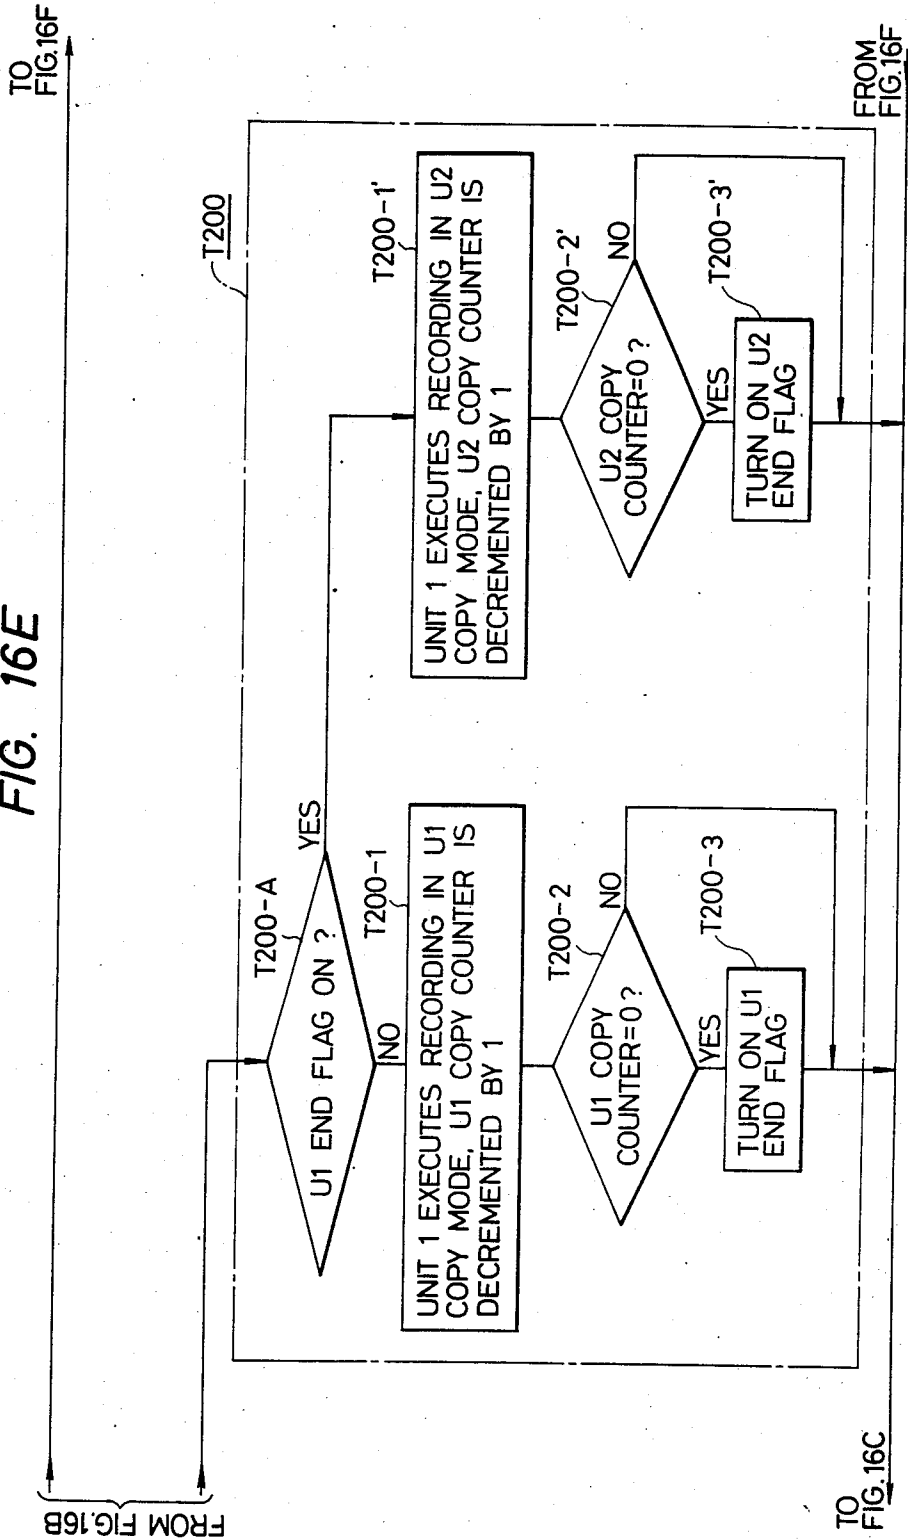 FIG. 16E
TO
FIG.16F
FROM FIG.16B
T200
T200-A
U1 END FLAG ON ?
YES
NO
T200-1
UNIT 1 EXECUTES RECORDING IN U1
COPY MODE, U1 COPY COUNTER IS
DECREMENTED BY 1
T200-2
U1 COPY
COUNTER=0 ?
NO
YES
T200-3
TURN ON U1
END FLAG
T200-1'
UNIT 1 EXECUTES RECORDING IN U2
COPY MODE, U2 COPY COUNTER IS
DECREMENTED BY 1
T200-2'
U2 COPY
COUNTER=0 ?
NO
YES
T200-3'
TURN ON U2
END FLAG
TO
FIG.16C
FROM
FIG.16F